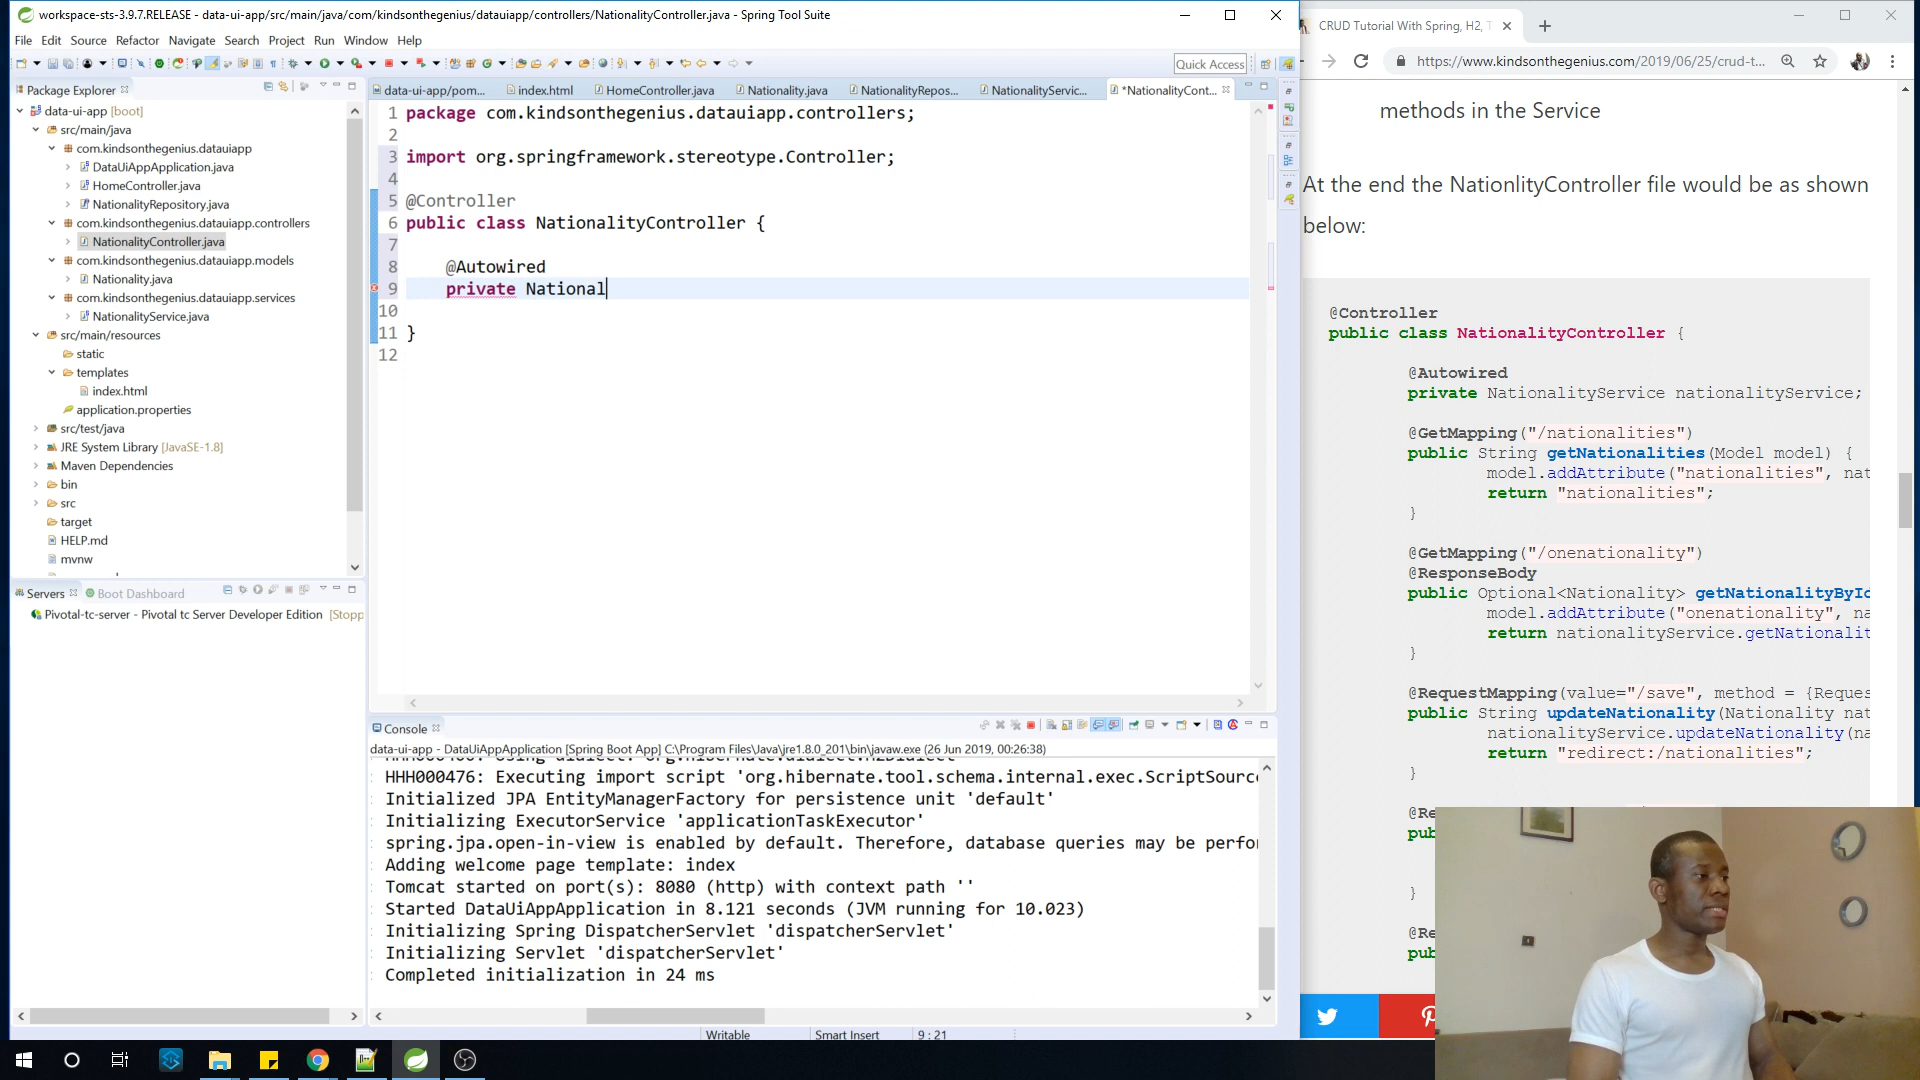 workspace-sts-3.9.7.RELEASE - data-ui-app/src/main/java/com/kindsonthegenius/datauiapp/controllers/NationalityController.java - Spring Tool Suite
File Edit Source Refactor Navigate Search Project Run Window Help
Quick Access
Package Explorer
data-ui-app [boot]
src/main/java
com.kindsonthegenius.datauiapp
DataUiAppApplication.java
HomeController.java
NationalityRepository.java
com.kindsonthegenius.datauiapp.controllers
NationalityController.java
com.kindsonthegenius.datauiapp.models
Nationality.java
com.kindsonthegenius.datauiapp.services
NationalityService.java
src/main/resources
static
templates
index.html
application.properties
src/test/java
JRE System Library [JavaSE-1.8]
Maven Dependencies
bin
src
target
HELP.md
mvnw
Servers Boot Dashboard
Pivotal-tc-server - Pivotal tc Server Developer Edition [Stopp
data-ui-app/pom... index.html HomeController.java Nationality.java NationalityRepos... NationalityServic... *NationalityCont...
1 package com.kindsonthegenius.datauiapp.controllers;
2
3 import org.springframework.stereotype.Controller;
4
5 @Controller
6 public class NationalityController {
7
8 @Autowired
9 private National
10
11 }
12
Console
data-ui-app - DataUiAppApplication [Spring Boot App] C:\Program Files\Java\jre1.8.0_201\bin\javaw.exe (26 Jun 2019, 00:26:38)
HHH000476: Executing import script 'org.hibernate.tool.schema.internal.exec.ScriptSource
Initialized JPA EntityManagerFactory for persistence unit 'default'
Initializing ExecutorService 'applicationTaskExecutor'
spring.jpa.open-in-view is enabled by default. Therefore, database queries may be perfor
Adding welcome page template: index
Tomcat started on port(s): 8080 (http) with context path ''
Started DataUiAppApplication in 8.121 seconds (JVM running for 10.023)
Initializing Spring DispatcherServlet 'dispatcherServlet'
Initializing Servlet 'dispatcherServlet'
Completed initialization in 24 ms
Writable Smart Insert 9 : 21
CRUD Tutorial With Spring, H2, T
https://www.kindsonthegenius.com/2019/06/25/crud-t...
methods in the Service
At the end the NationlityController file would be as shown
below:
@Controller
public class NationalityController {
@Autowired
private NationalityService nationalityService;
@GetMapping("/nationalities")
public String getNationalities(Model model) {
model.addAttribute("nationalities", nat
return "nationalities";
}
@GetMapping("/onenationality")
@ResponseBody
public Optional<Nationality> getNationalityById
model.addAttribute("onenationality", na
return nationalityService.getNationalit
}
@RequestMapping(value="/save", method = {Reques
public String updateNationality(Nationality nat
nationalityService.updateNationality(na
return "redirect:/nationalities";
}
@Re
pub
}
@Re
pub